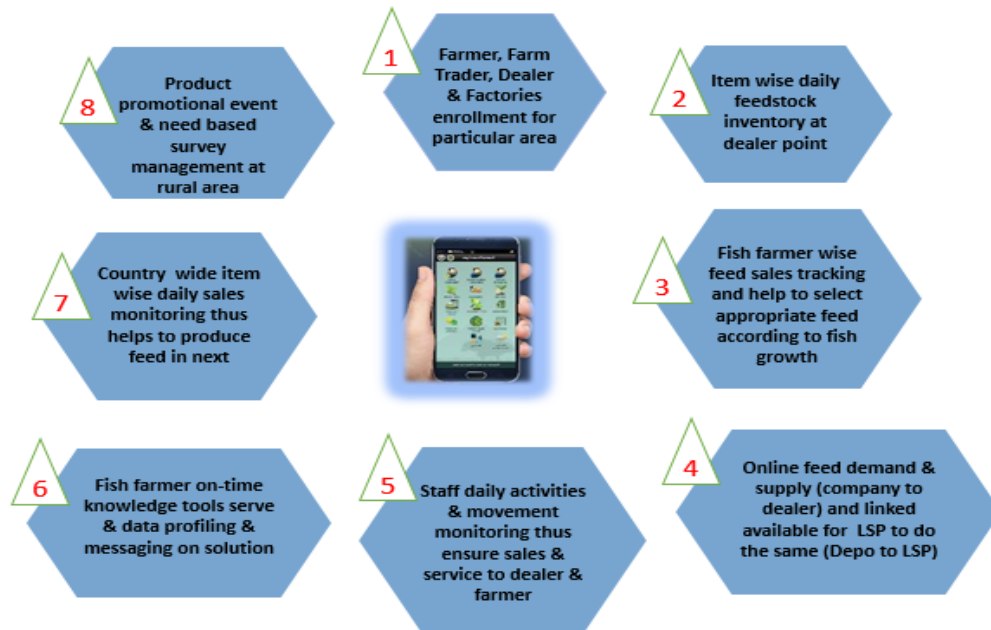 1
Farmer, Farm
Trader, Dealer
& Factories
enrollment for
particular area
2
Item wise daily
feedstock
inventory at
dealer point
3
Fish farmer wise
feed sales tracking
and help to select
appropriate feed
according to fish
growth
4
Online feed demand &
supply (company to
dealer) and linked
available for LSP to do
the same (Depo to LSP)
5
Staff daily activities
& movement
monitoring thus
ensure sales &
service to dealer &
farmer
6
Fish farmer on-time
knowledge tools serve
& data profiling &
messaging on solution
7
Country wide item
wise daily sales
monitoring thus
helps to produce
feed in next
8
Product
promotional event
& need based
survey
management at
rural area